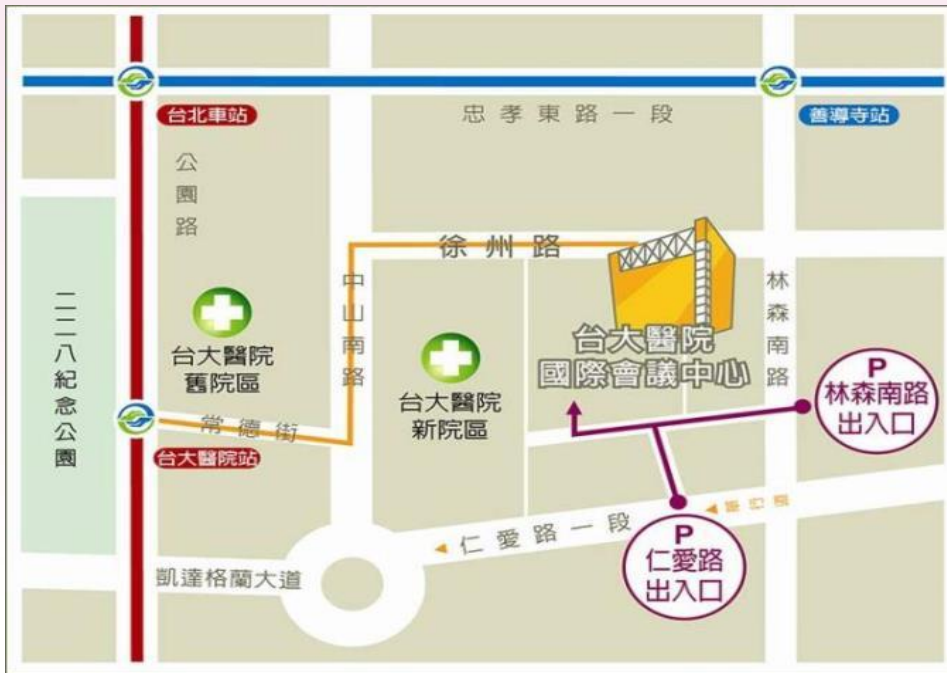 台北車站
忠孝東路一段
善導寺站
公園路
徐州路
中山南路
林森南路
二二八紀念公園
台大醫院
舊院區
台大醫院
新院區
台大醫院
國際會議中心
P
林森南路
出入口
常德街
台大醫院站
單行道
仁愛路一段
P
仁愛路
出入口
凱達格蘭大道